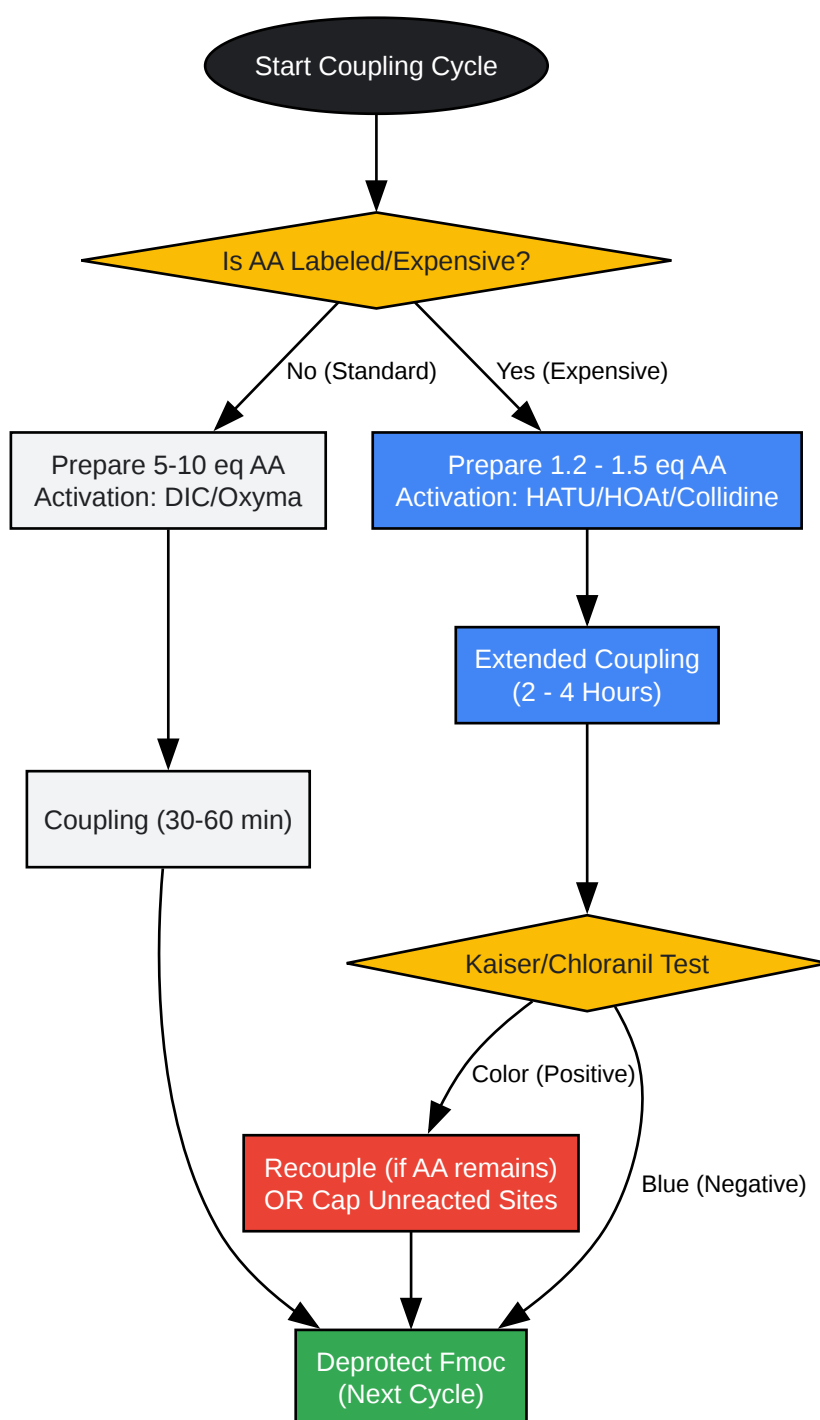 Start Coupling Cycle
Is AA Labeled/Expensive?
No (Standard)
Yes (Expensive)
Prepare 5-10 eq AA
Activation: DIC/Oxyma
Prepare 1.2 - 1.5 eq AA
Activation: HATU/HOAt/Collidine
Extended Coupling
(2 - 4 Hours)
Coupling (30-60 min)
Kaiser/Chloranil Test
Color (Positive)
Recouple (if AA remains)
OR Cap Unreacted Sites
Blue (Negative)
Deprotect Fmoc
(Next Cycle)